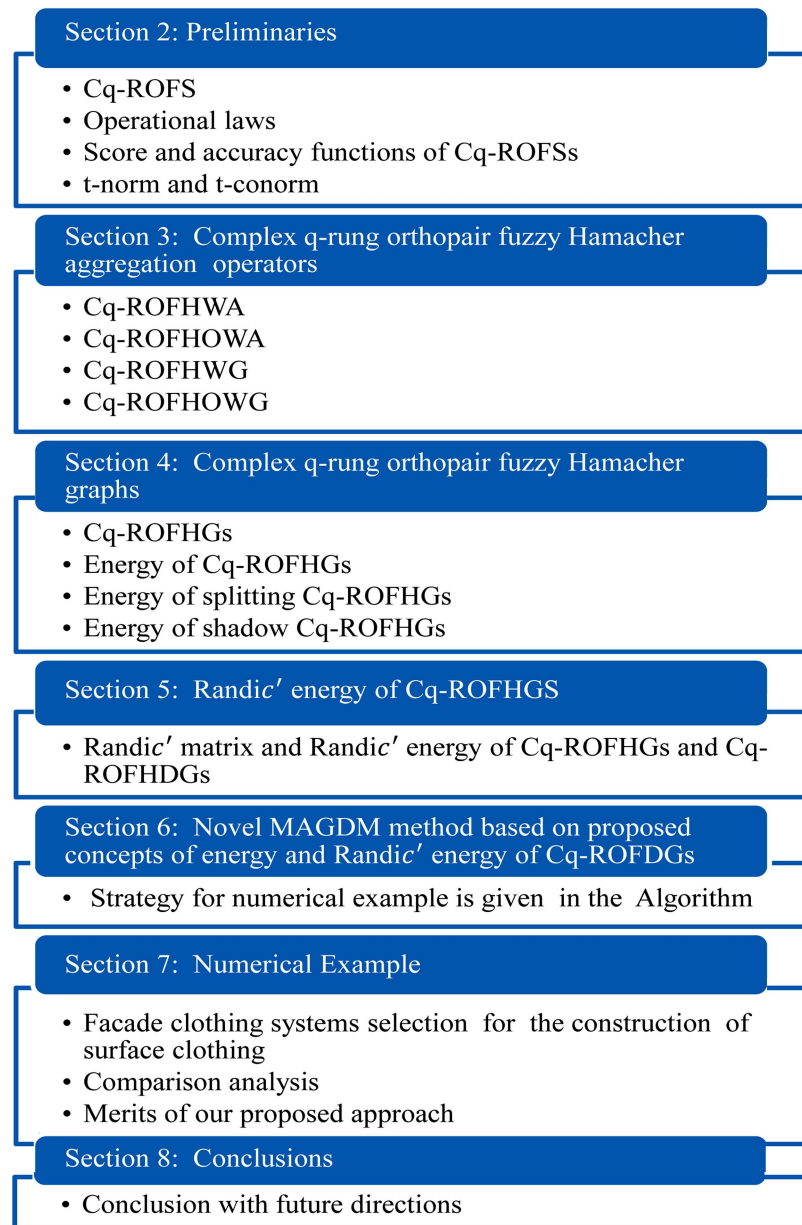 Section 2: Preliminaries
• Cq-ROFS
• Operational laws
• Score and accuracy functions of Cq-ROFSs
• t-norm and t-conorm
Section 3: Complex q-rung orthopair fuzzy Hamacher
aggregation operators
• Cq-ROFHWA
• Cq-ROFHOWA
• Cq-ROFHWG
• Cq-ROFHOWG
Section 4: Complex q-rung orthopair fuzzy Hamacher
graphs
• Cq-ROFHGs
• Energy of Cq-ROFHGs
• Energy of splitting Cq-ROFHGs
• Energy of shadow Cq-ROFHGs
Section 5: Randic′ energy of Cq-ROFHGS
• Randic′ matrix and Randic′ energy of Cq-ROFHGs and Cq-
ROFHDGs
Section 6: Novel MAGDM method based on proposed
concepts of energy and Randic′ energy of Cq-ROFDGs
• Strategy for numerical example is given in the Algorithm
Section 7: Numerical Example
• Facade clothing systems selection for the construction of
surface clothing
• Comparison analysis
• Merits of our proposed approach
Section 8: Conclusions
• Conclusion with future directions